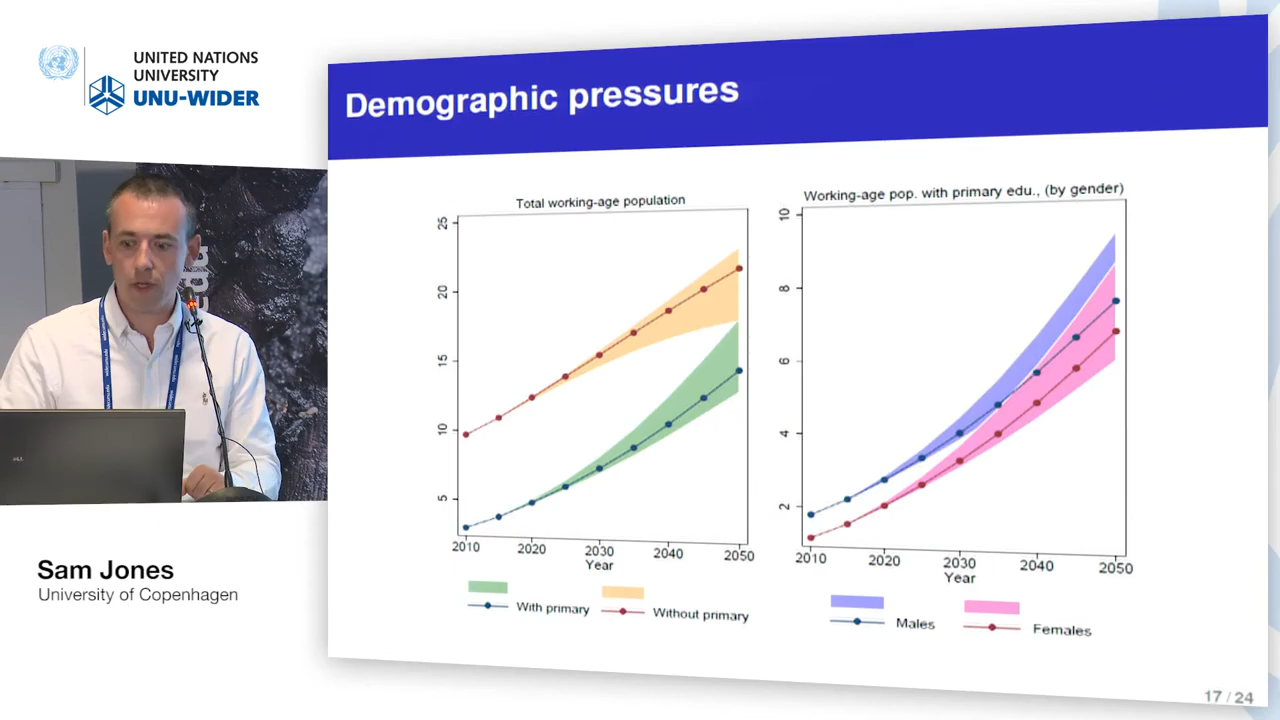 UNITED NATIONS
UNIVERSITY
UNU-WIDER
Demographic pressures
Total working-age population
25
20
15
10
5
2010 2020 2030 2040 2050
Year
With primary Without primary
Working-age pop. with primary edu., (by gender)
10
8
6
4
2
2010 2020 2030 2040 2050
Year
Males Females
Sam Jones
University of Copenhagen
17 / 24